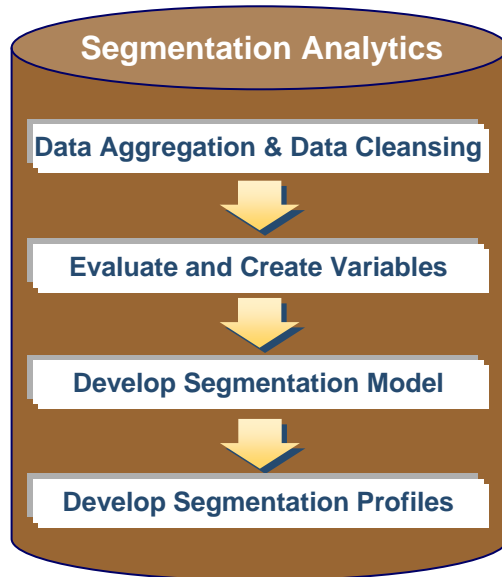 Segmentation Analytics
Data Aggregation & Data Cleansing
Evaluate and Create Variables
Develop Segmentation Model
Develop Segmentation Profiles